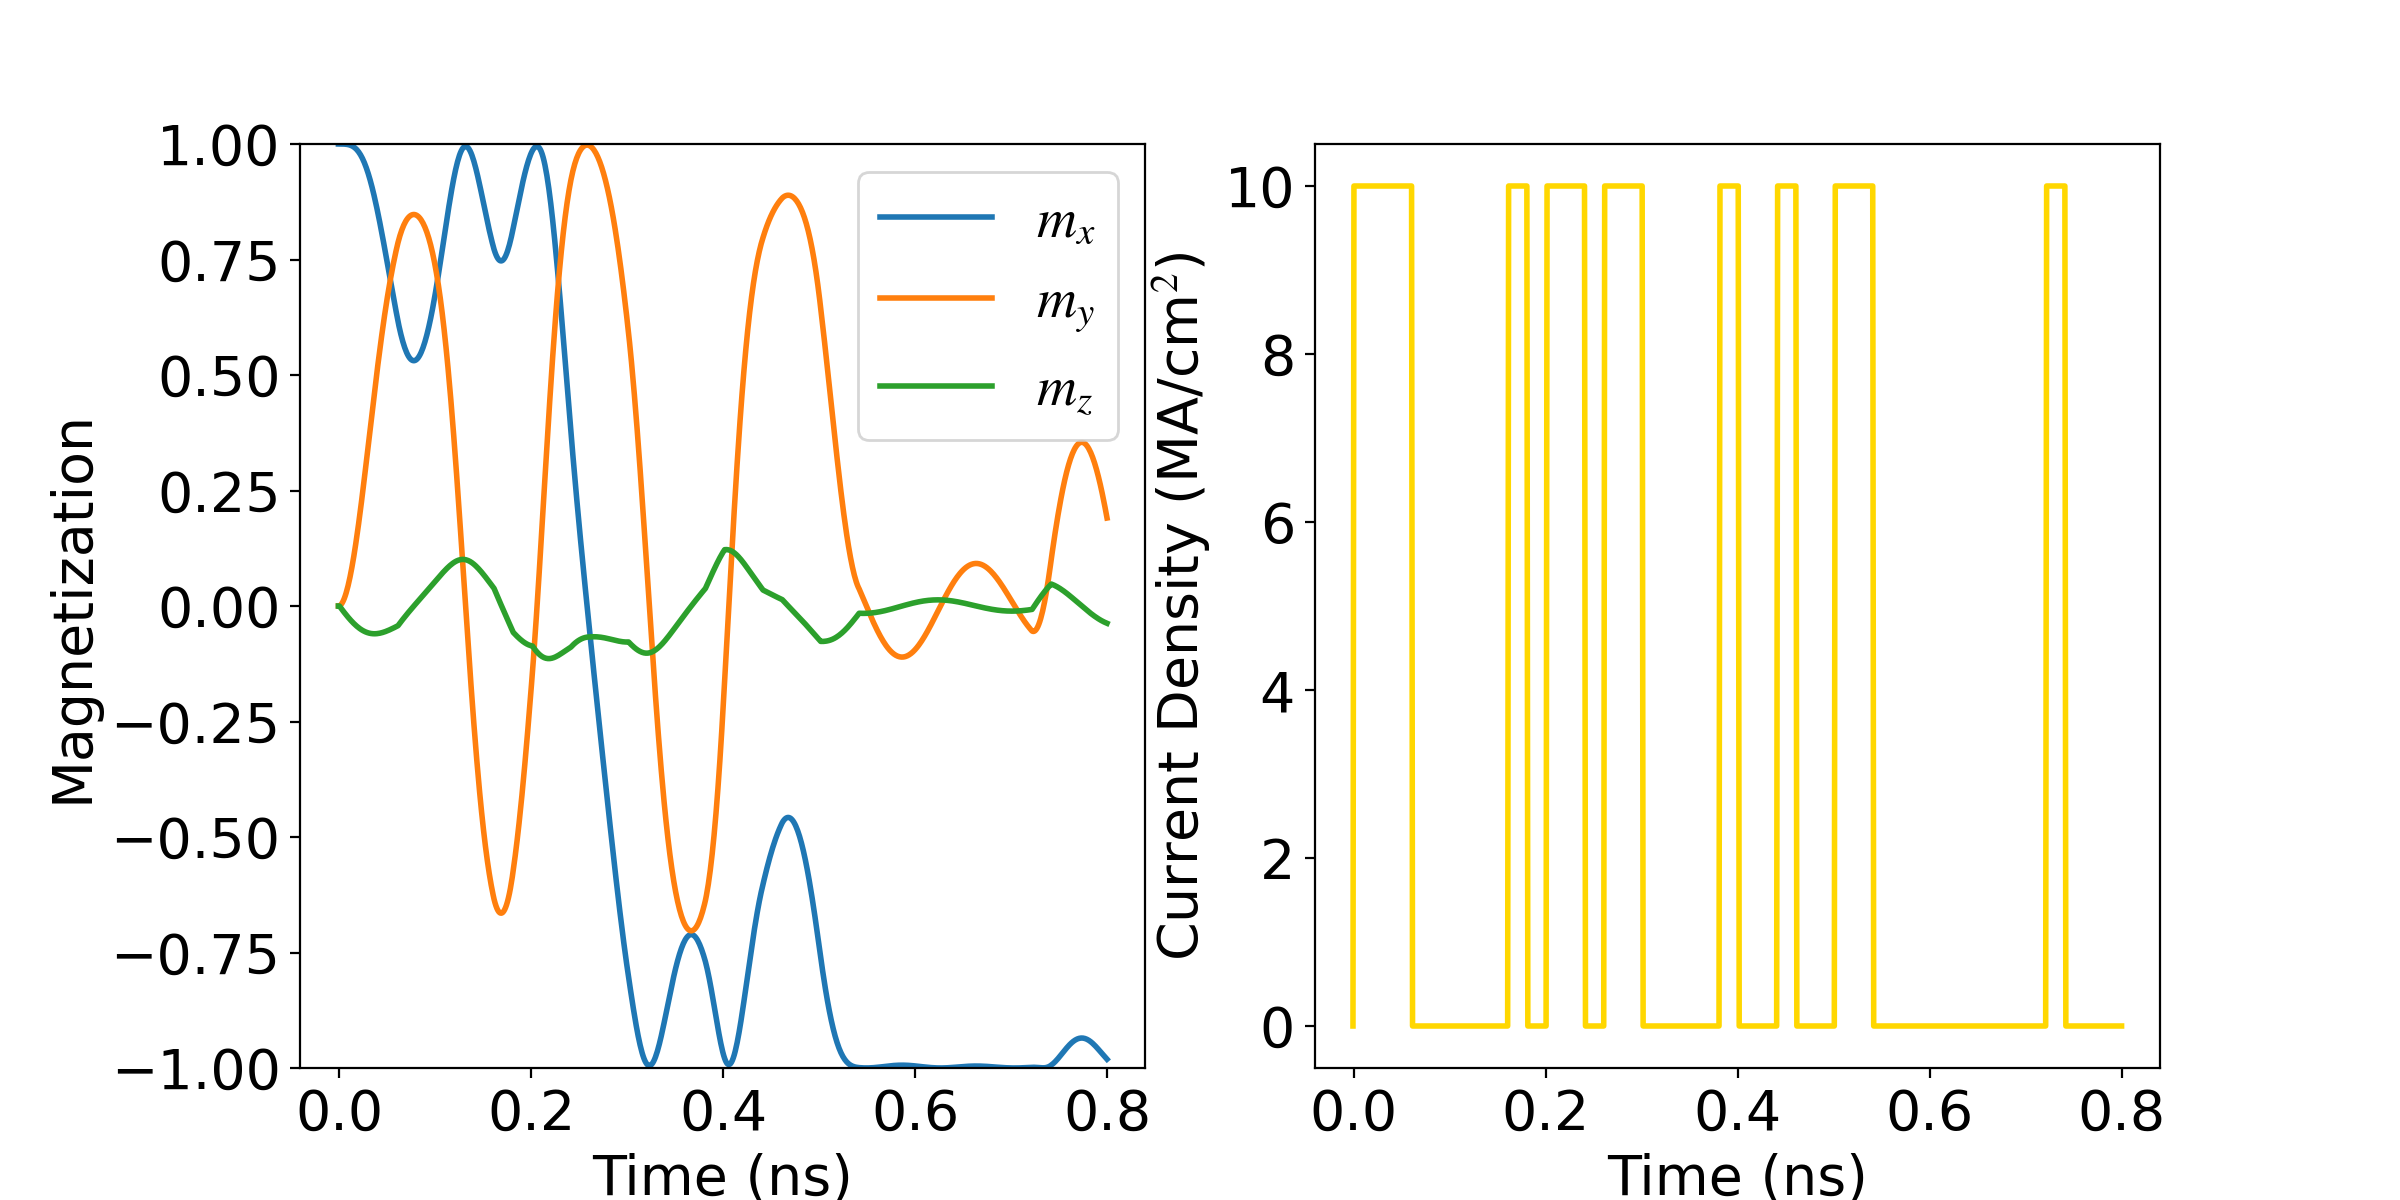 1.00
0.75
0.50
0.25
0.00
−0.25
−0.50
−0.75
−1.00
Magnetization
0.0 0.2 0.4 0.6 0.8
Time (ns)
m_x
m_y
m_z
10
8
6
4
2
0
Current Density (MA/cm²)
0.0 0.2 0.4 0.6 0.8
Time (ns)